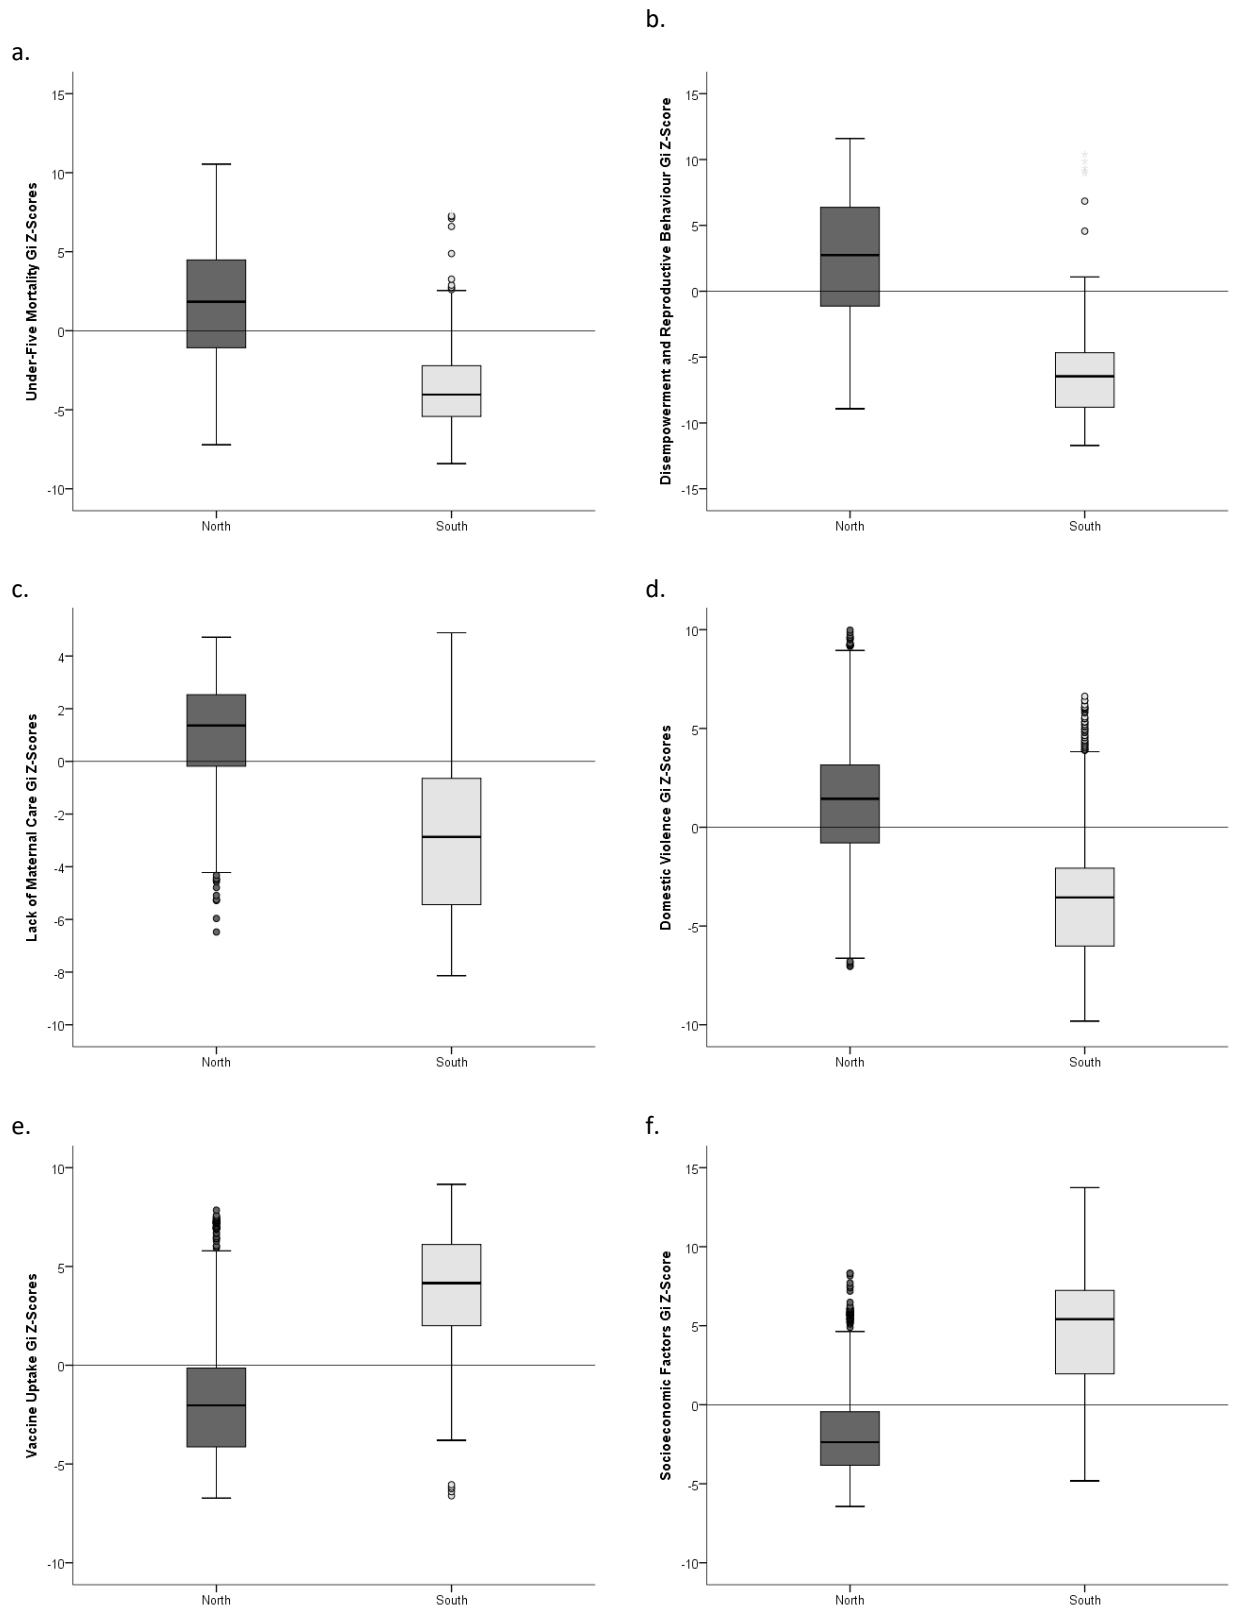 b.
a.
Under-Five Mortality Gi Z-Scores
15
10
5
0
-5
-10
North South
Disempowerment and Reproductive Behaviour Gi Z-Score
15
10
5
0
-5
-10
-15
North South
c.
Lack of Maternal Care Gi Z-Scores
4
2
0
-2
-4
-6
-8
-10
North South
d.
Domestic Violence Gi Z-Scores
10
5
0
-5
-10
North South
e.
Vaccine Uptake Gi Z-Scores
10
5
0
-5
-10
North South
f.
Socioeconomic Factors Gi Z-Score
15
10
5
0
-5
-10
North South